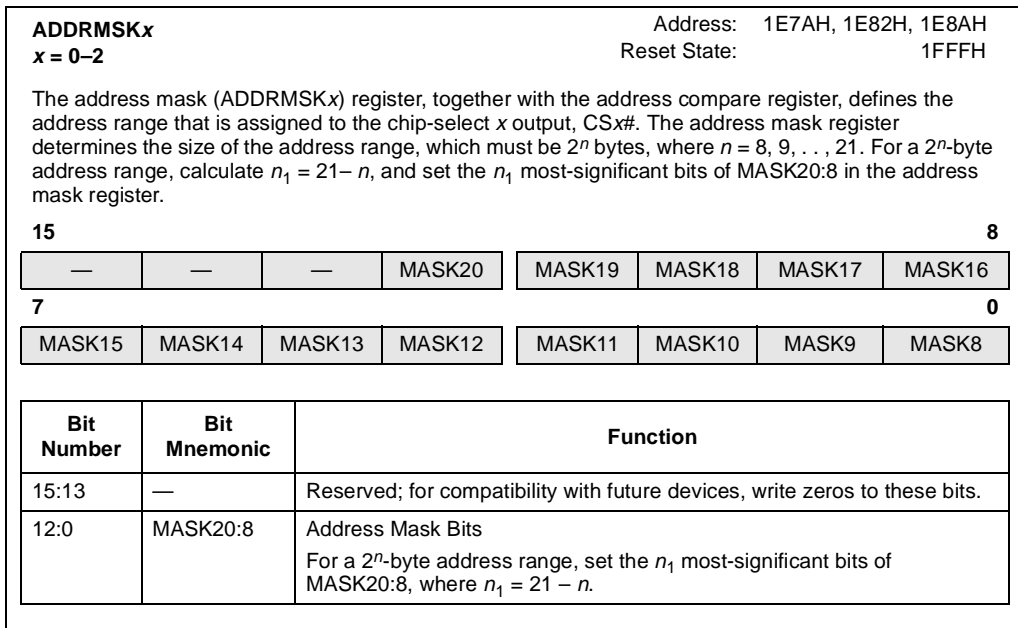 ADDRMSKx Address: 1E7AH, 1E82H, 1E8AH
x = 0–2 Reset State: 1FFFH
The address mask (ADDRMSKx) register, together with the address compare register, defines the
address range that is assigned to the chip-select x output, CSx#. The address mask register
determines the size of the address range, which must be 2ⁿ bytes, where n = 8, 9, . . , 21. For a 2ⁿ-byte
address range, calculate n₁ = 21– n, and set the n₁ most-significant bits of MASK20:8 in the address
mask register.
15 8
— — — MASK20 MASK19 MASK18 MASK17 MASK16
7 0
MASK15 MASK14 MASK13 MASK12 MASK11 MASK10 MASK9 MASK8
Bit Number Bit Mnemonic Function
15:13 — Reserved; for compatibility with future devices, write zeros to these bits.
12:0 MASK20:8 Address Mask Bits
For a 2ⁿ-byte address range, set the n₁ most-significant bits of
MASK20:8, where n₁ = 21 – n.